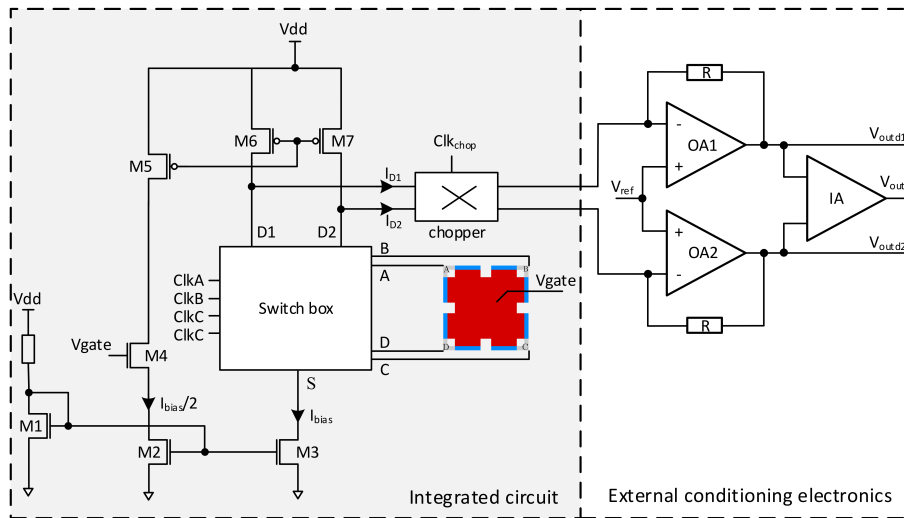 Vdd
R
M6
M7
Clkchop
M5
OA1
Voutd1
ID1
Vref
Vout
IA
ID2
chopper
D1
D2
OA2
Voutd2
B
A
ClkA
ClkB
ClkC
ClkC
Switch box
A
B
Vgate
D
C
Vdd
R
Vgate
M4
D
C
S
Ibias/2
Ibias
M1
M2
M3
Integrated circuit
External conditioning electronics